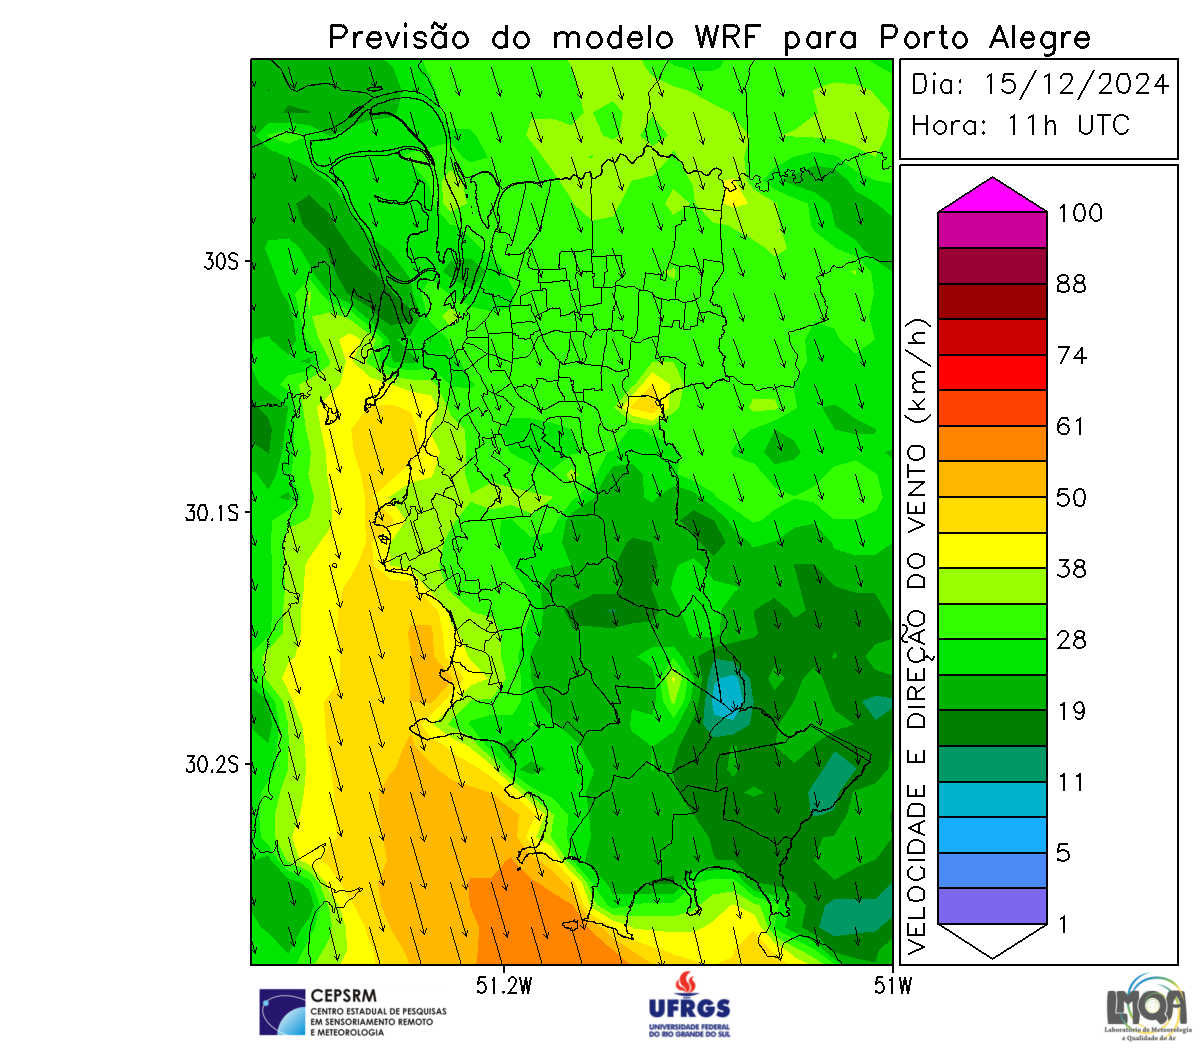 Previsão do modelo WRF para Porto Alegre
Dia: 15/12/2024
Hora: 11h UTC
100
88
74
61
50
38
28
19
11
5
1
VELOCIDADE E DIREÇÃO DO VENTO (km/h)
30S
30.1S
30.2S
51.2W
51W
CEPSRM
CENTRO ESTADUAL DE PESQUISAS
EM SENSORIAMENTO REMOTO
E METEOROLOGIA
UFRGS
UNIVERSIDADE FEDERAL
DO RIO GRANDE DO SUL
LMQA
Laboratório de Meteorologia
e Qualidade do Ar